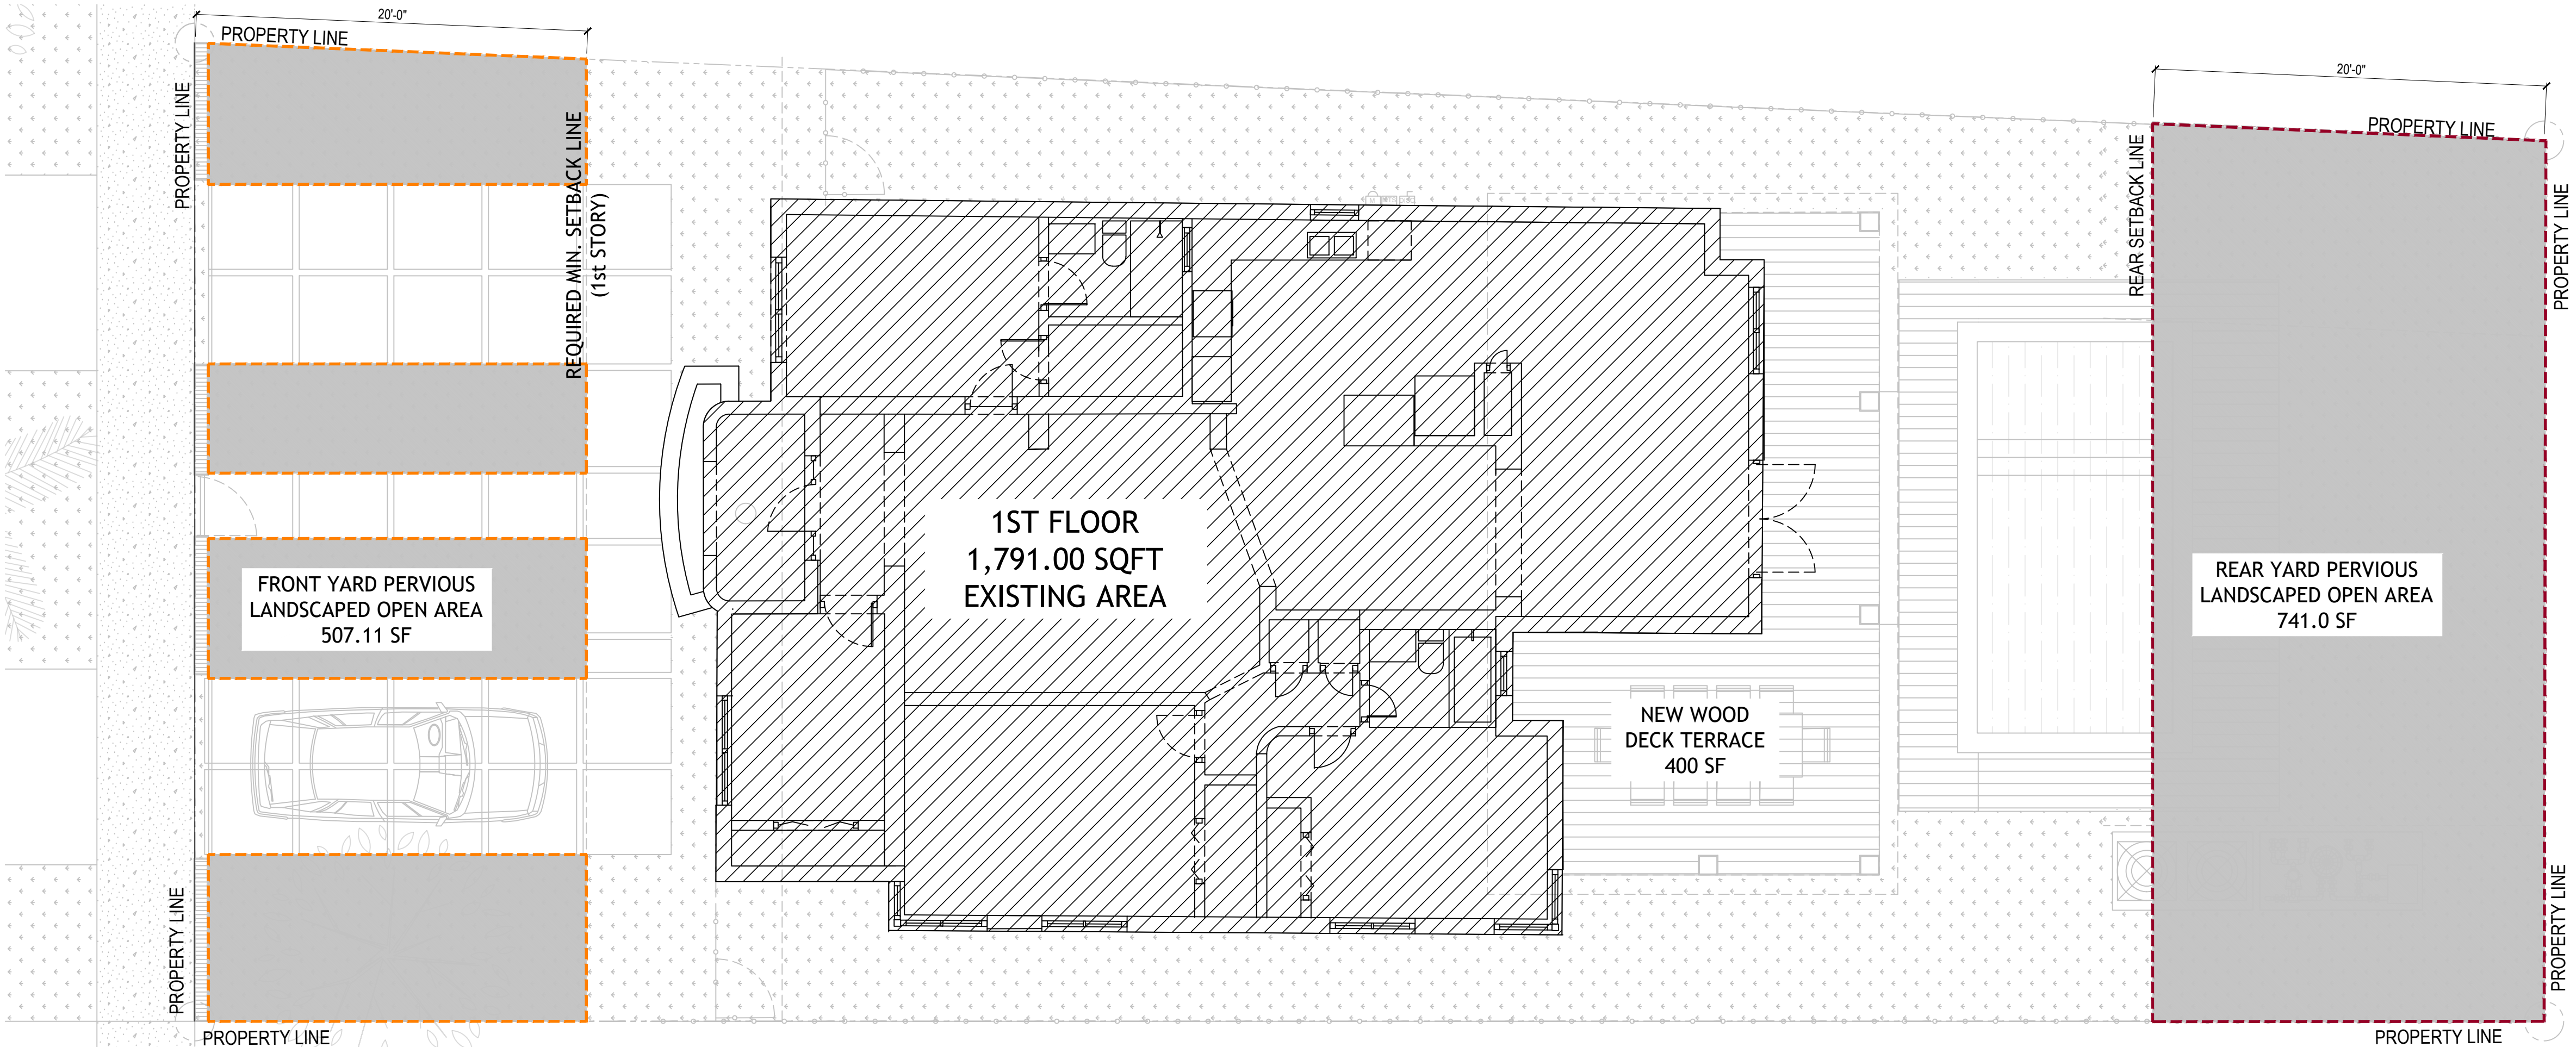 20'-0"
PROPERTY LINE
PROPERTY LINE
REQUIRED MIN. SETBACK LINE
(1st STORY)
20'-0"
PROPERTY LINE
REAR SETBACK LINE
PROPERTY LINE
1ST FLOOR
1,791.00 SQFT
EXISTING AREA
FRONT YARD PERVIOUS
LANDSCAPED OPEN AREA
507.11 SF
REAR YARD PERVIOUS
LANDSCAPED OPEN AREA
741.0 SF
NEW WOOD
DECK TERRACE
400 SF
PROPERTY LINE
PROPERTY LINE
PROPERTY LINE
PROPERTY LINE